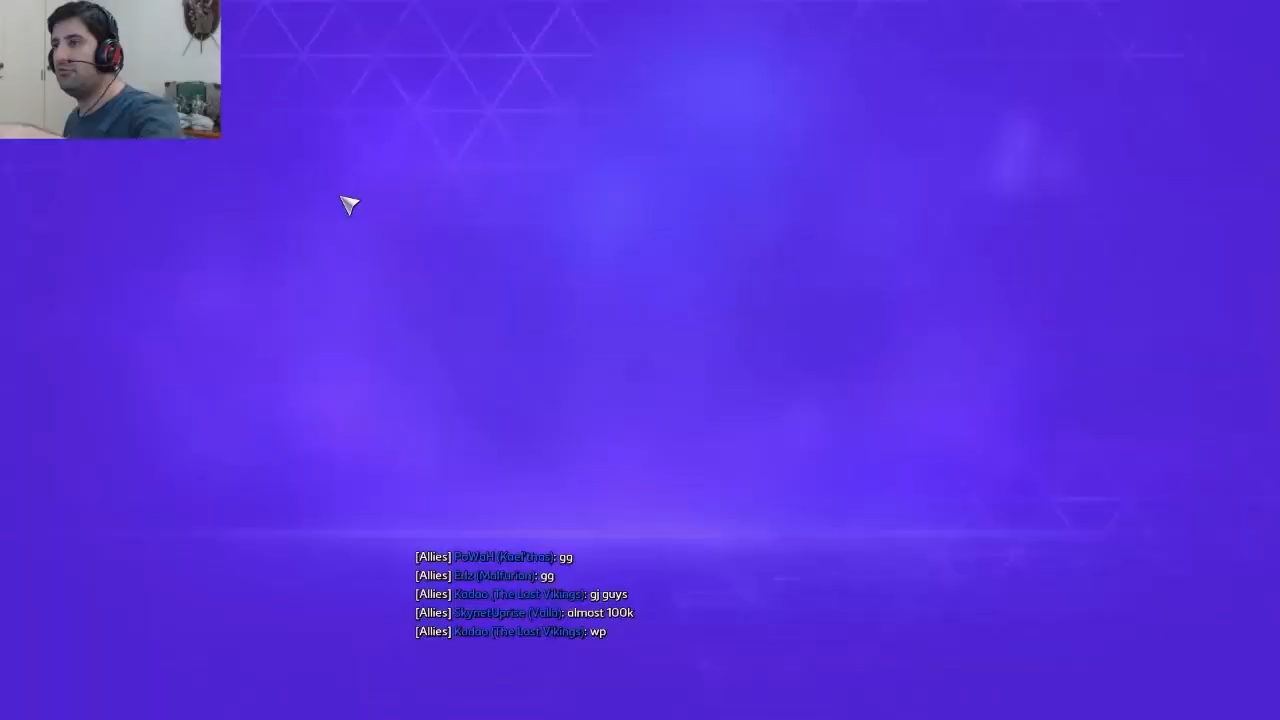 [Allies] PoWaH (Kael'thas): gg
[Allies] Edz (Malfurion): gg
[Allies] Kadao (The Lost Vikings): gj guys
[Allies] SkynetUprise (Valla): almost 100k
[Allies] Kadao (The Lost Vikings): wp